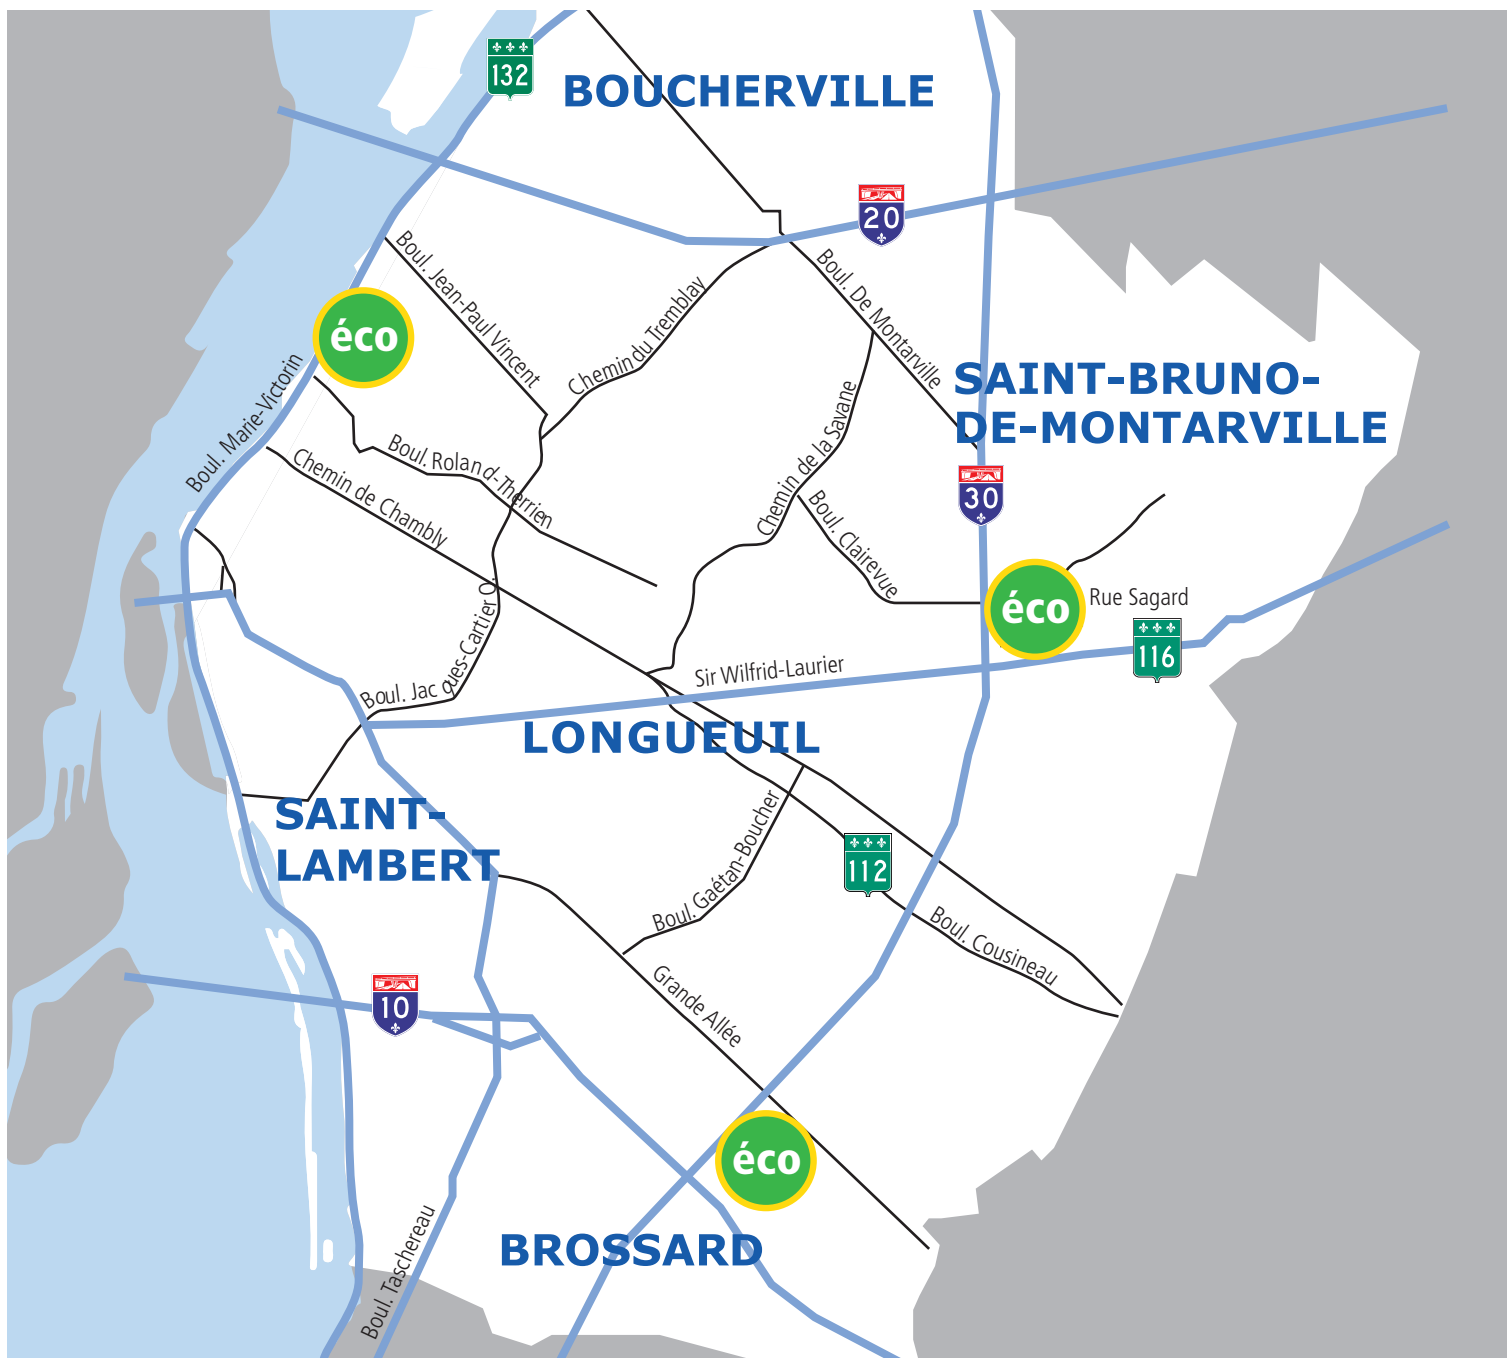 132
BOUCHERVILLE
20
Boul. Jean-Paul Vincent
Chemin du Tremblay
Boul. De Montarville
éco
Boul. Marie-Victorin
SAINT-BRUNO-
DE-MONTARVILLE
Boul. Roland-Therrien
Chemin de Chambly
Chemin de la Savane
Boul. Clairevue
30
éco
Rue Sagard
116
Boul. Jacques-Cartier O.
Sir Wilfrid-Laurier
LONGUEUIL
SAINT-
LAMBERT
Boul. Gaétan-Boucher
112
Boul. Cousineau
10
Grande Allée
éco
BROSSARD
Boul. Taschereau